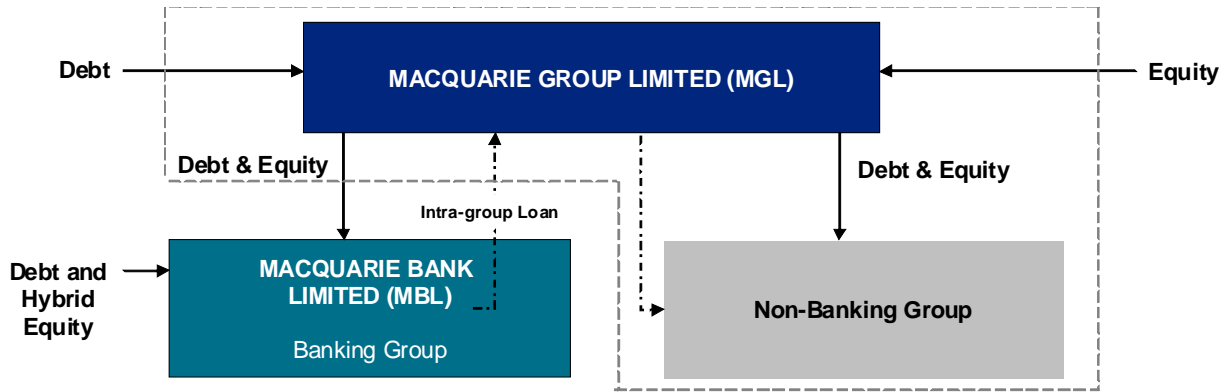 Debt
MACQUARIE GROUP LIMITED (MGL)
Equity
Debt & Equity
Debt & Equity
Intra-group Loan
Debt and
Hybrid
Equity
MACQUARIE BANK
LIMITED (MBL)
Banking Group
Non-Banking Group